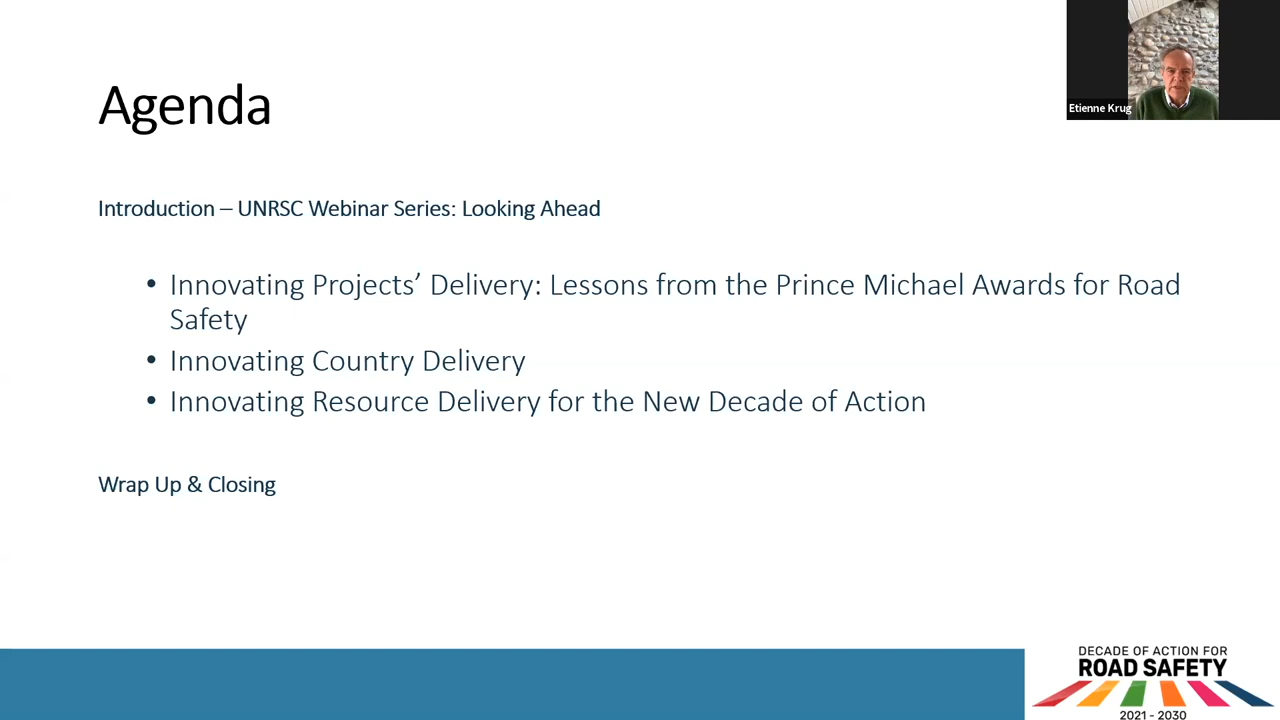 Agenda
Etienne Krug
Introduction – UNRSC Webinar Series: Looking Ahead
• Innovating Projects’ Delivery: Lessons from the Prince Michael Awards for Road
Safety
• Innovating Country Delivery
• Innovating Resource Delivery for the New Decade of Action
Wrap Up & Closing
DECADE OF ACTION FOR
ROAD SAFETY
2021 - 2030